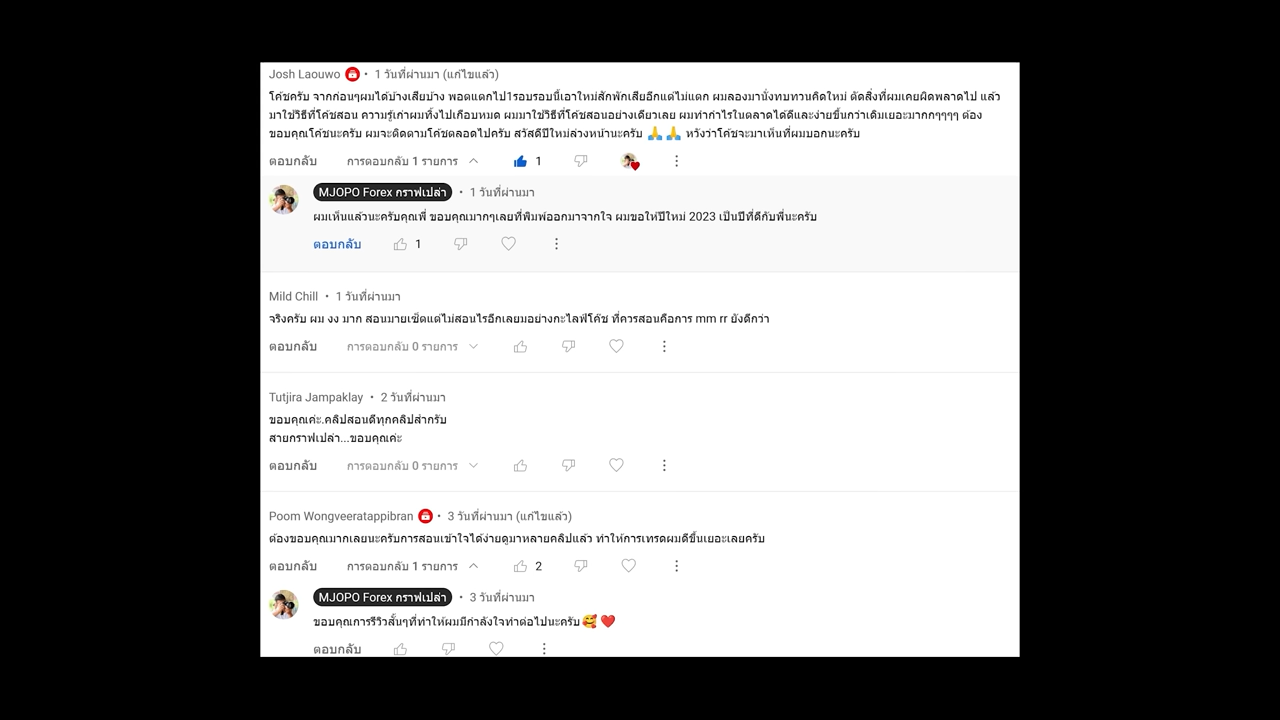 Josh Laouwo • 1 วันที่ผ่านมา (แก้ไขแล้ว)
โค้ชครับ จากก่อนๆผมได้บ้างเสียบ้าง พอตแตกไป1รอบรอบนี้เอาใหม่สักพักเสียอีกแต่ไม่แตก ผมลองมานั่งทบทวนคิดใหม่ ตัดสิ่งที่ผมเคยผิดพลาดไป แล้ว
มาใช้วิธีที่โค้ชสอน ความรู้เก่าผมทิ้งไปเกือบหมด ผมมาใช้วิธีที่โค้ชสอนอย่างเดียวเลย ผมทำกำไรในตลาดได้ดีและง่ายขึ้นกว่าเดิมเยอะมากกๆๆๆๆ ต้อง
ขอบคุณโค้ชนะครับ ผมจะติดตามโค้ชตลอดไปครับ สวัสดีปีใหม่ล่วงหน้านะครับ 🙏 🙏 หวังว่าโค้ชจะมาเห็นที่ผมบอกนะครับ
ตอบกลับ การตอบกลับ 1 รายการ 1
MJOPO Forex กราฟเปล่า • 1 วันที่ผ่านมา
ผมเห็นแล้วนะครับคุณพี่ ขอบคุณมากๆเลยที่พิมพ์ออกมาจากใจ ผมขอให้ปีใหม่ 2023 เป็นปีที่ดีกับพี่นะครับ
ตอบกลับ 1
Mild Chill • 1 วันที่ผ่านมา
จริงครับ ผม งง มาก สอนมายเซ็ตแต่ไม่สอนไรอีกเลยมอย่างกะไลฟ์โค้ช ที่ควรสอนคือการ mm rr ยังดีกว่า
ตอบกลับ การตอบกลับ 0 รายการ
Tutjira Jampaklay • 2 วันที่ผ่านมา
ขอบคุณค่ะ.คลิปสอนดีทุกคลิปสำกรับ
สายกราฟเปล่า...ขอบคุณค่ะ
ตอบกลับ การตอบกลับ 0 รายการ
Poom Wongveeratappibran • 3 วันที่ผ่านมา (แก้ไขแล้ว)
ต้องขอบคุณมากเลยนะครับการสอนเข้าใจได้ง่ายดูมาหลายคลิปแล้ว ทำให้การเทรดผมดีขึ้นเยอะเลยครับ
ตอบกลับ การตอบกลับ 1 รายการ 2
MJOPO Forex กราฟเปล่า • 3 วันที่ผ่านมา
ขอบคุณการรีวิวสั้นๆที่ทำให้ผมมีกำลังใจทำต่อไปนะครับ🥰 ❤️
ตอบกลับ